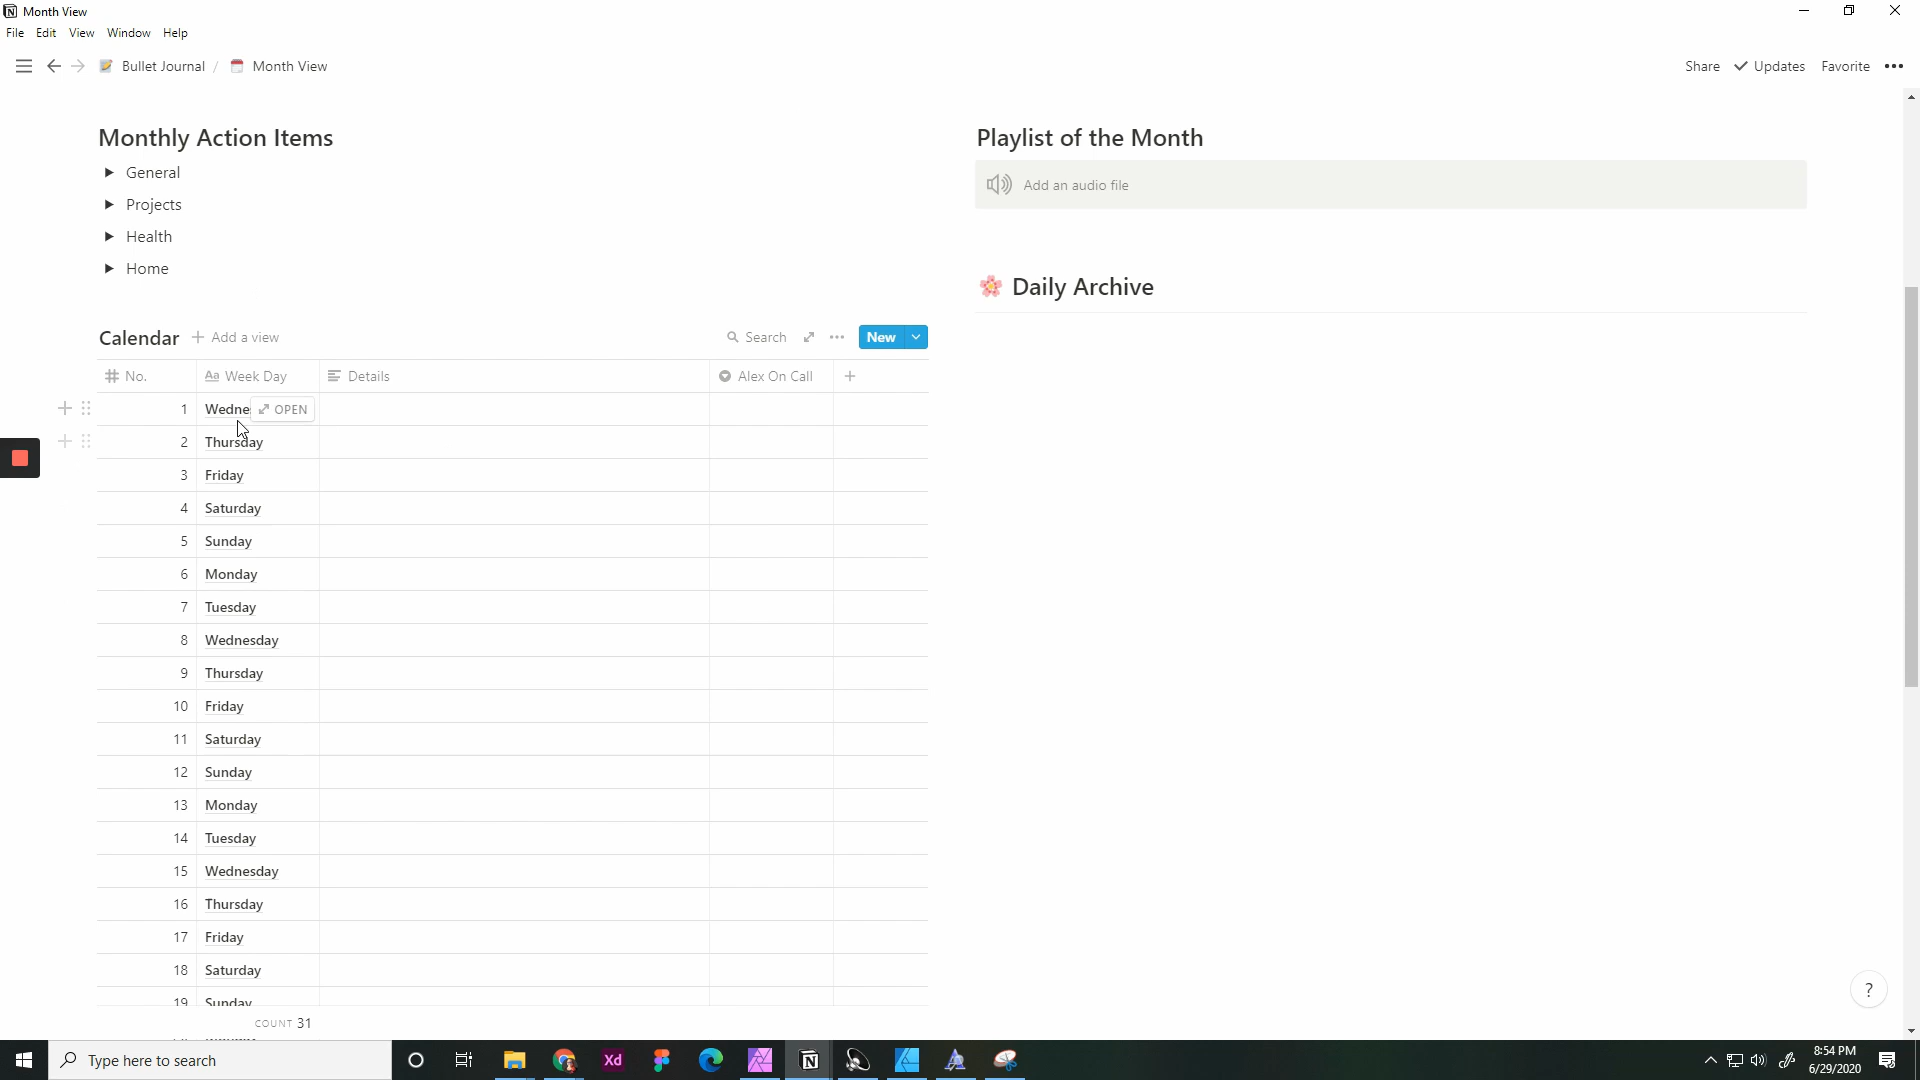 Month View
File Edit View Window Help
Bullet Journal / Month View
Share Updates Favorite
Monthly Action Items
General
Projects
Health
Home
Playlist of the Month
Add an audio file
🌸 Daily Archive
Calendar + Add a view
Search New
No. Week Day Details Alex On Call
1 Wednes OPEN
2 Thursday
3 Friday
4 Saturday
5 Sunday
6 Monday
7 Tuesday
8 Wednesday
9 Thursday
10 Friday
11 Saturday
12 Sunday
13 Monday
14 Tuesday
15 Wednesday
16 Thursday
17 Friday
18 Saturday
19 Sunday
COUNT 31
?
Type here to search
Xd
8:54 PM
6/29/2020